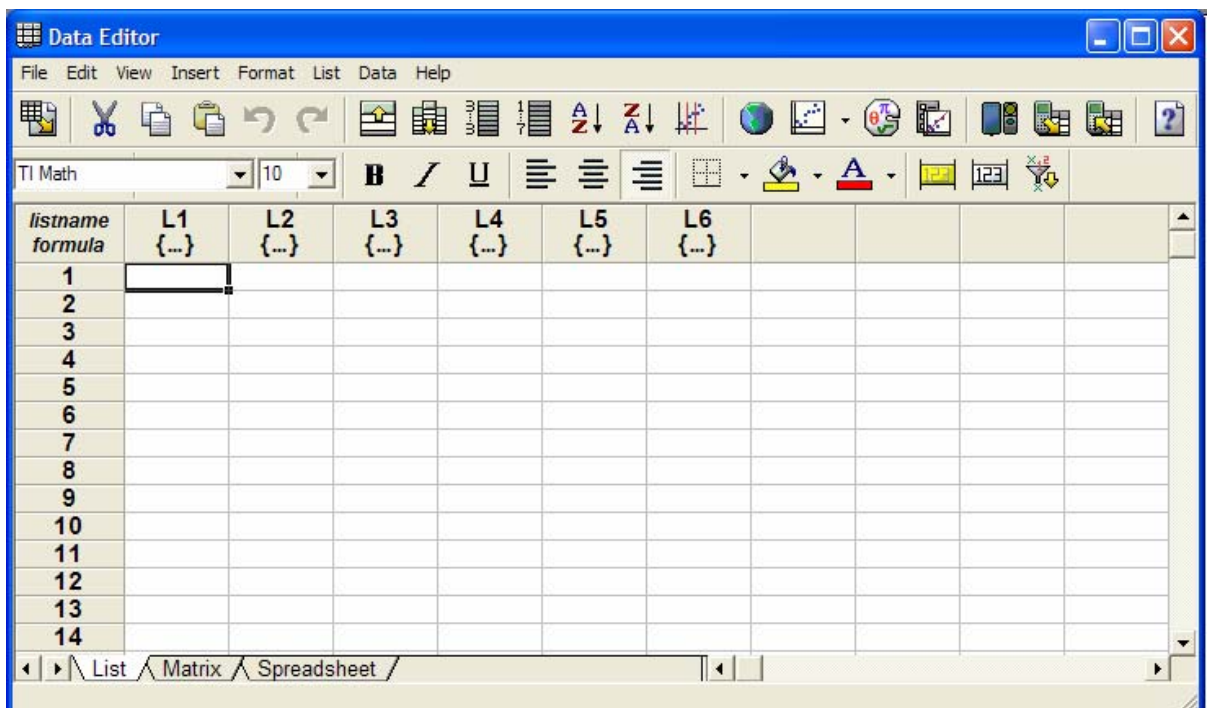 Data Editor
File Edit View Insert Format List Data Help
TI Math 10 B I U A 123 123
listname L1 L2 L3 L4 L5 L6
formula {...} {...} {...} {...} {...} {...}
1
2
3
4
5
6
7
8
9
10
11
12
13
14
List Matrix Spreadsheet